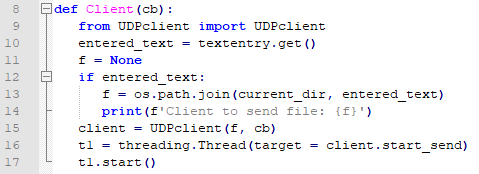 8 def Client(cb):
9     from UDPclient import UDPclient
10     entered_text = textentry.get()
11     f = None
12     if entered_text:
13         f = os.path.join(current_dir, entered_text)
14         print(f'Client to send file: {f}')
15     client = UDPclient(f, cb)
16     t1 = threading.Thread(target = client.start_send)
17     t1.start()